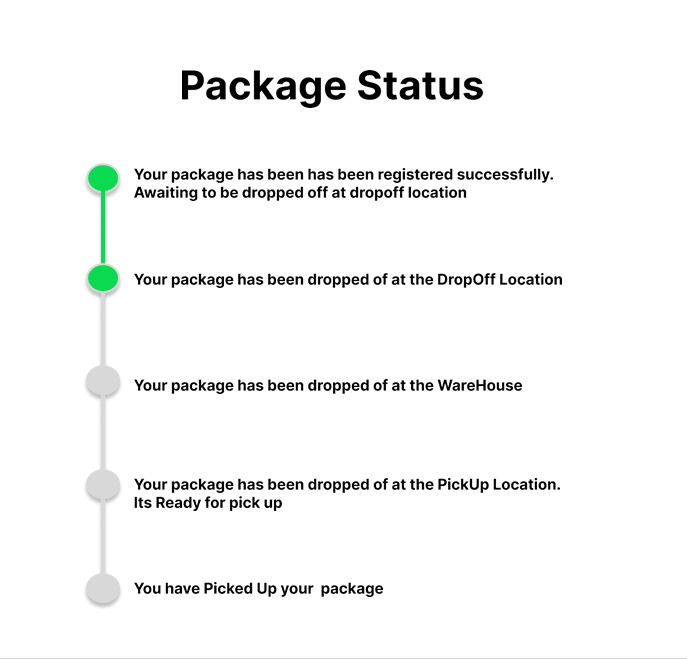 Package Status
Your package has been has been registered successfully.
Awaiting to be dropped off at dropoff location
Your package has been dropped of at the DropOff Location
Your package has been dropped of at the WareHouse
Your package has been dropped of at the PickUp Location.
Its Ready for pick up
You have Picked Up your  package